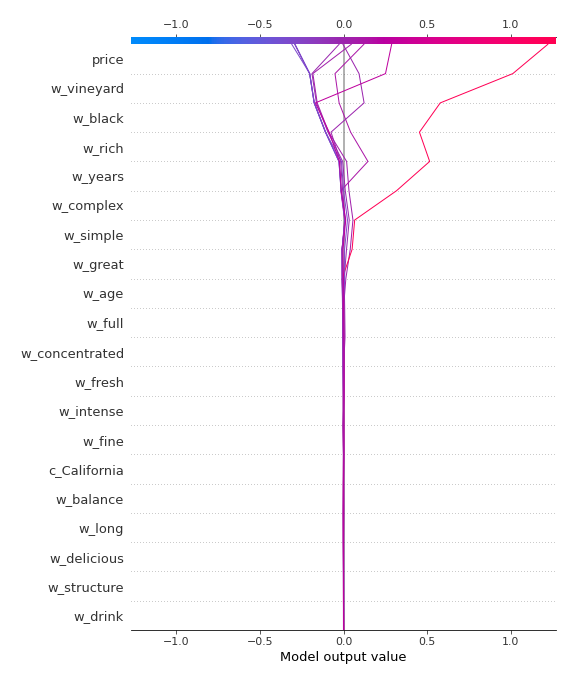 −1.0 −0.5 0.0 0.5 1.0
price
w_vineyard
w_black
w_rich
w_years
w_complex
w_simple
w_great
w_age
w_full
w_concentrated
w_fresh
w_intense
w_fine
c_California
w_balance
w_long
w_delicious
w_structure
w_drink
−1.0 −0.5 0.0 0.5 1.0
Model output value